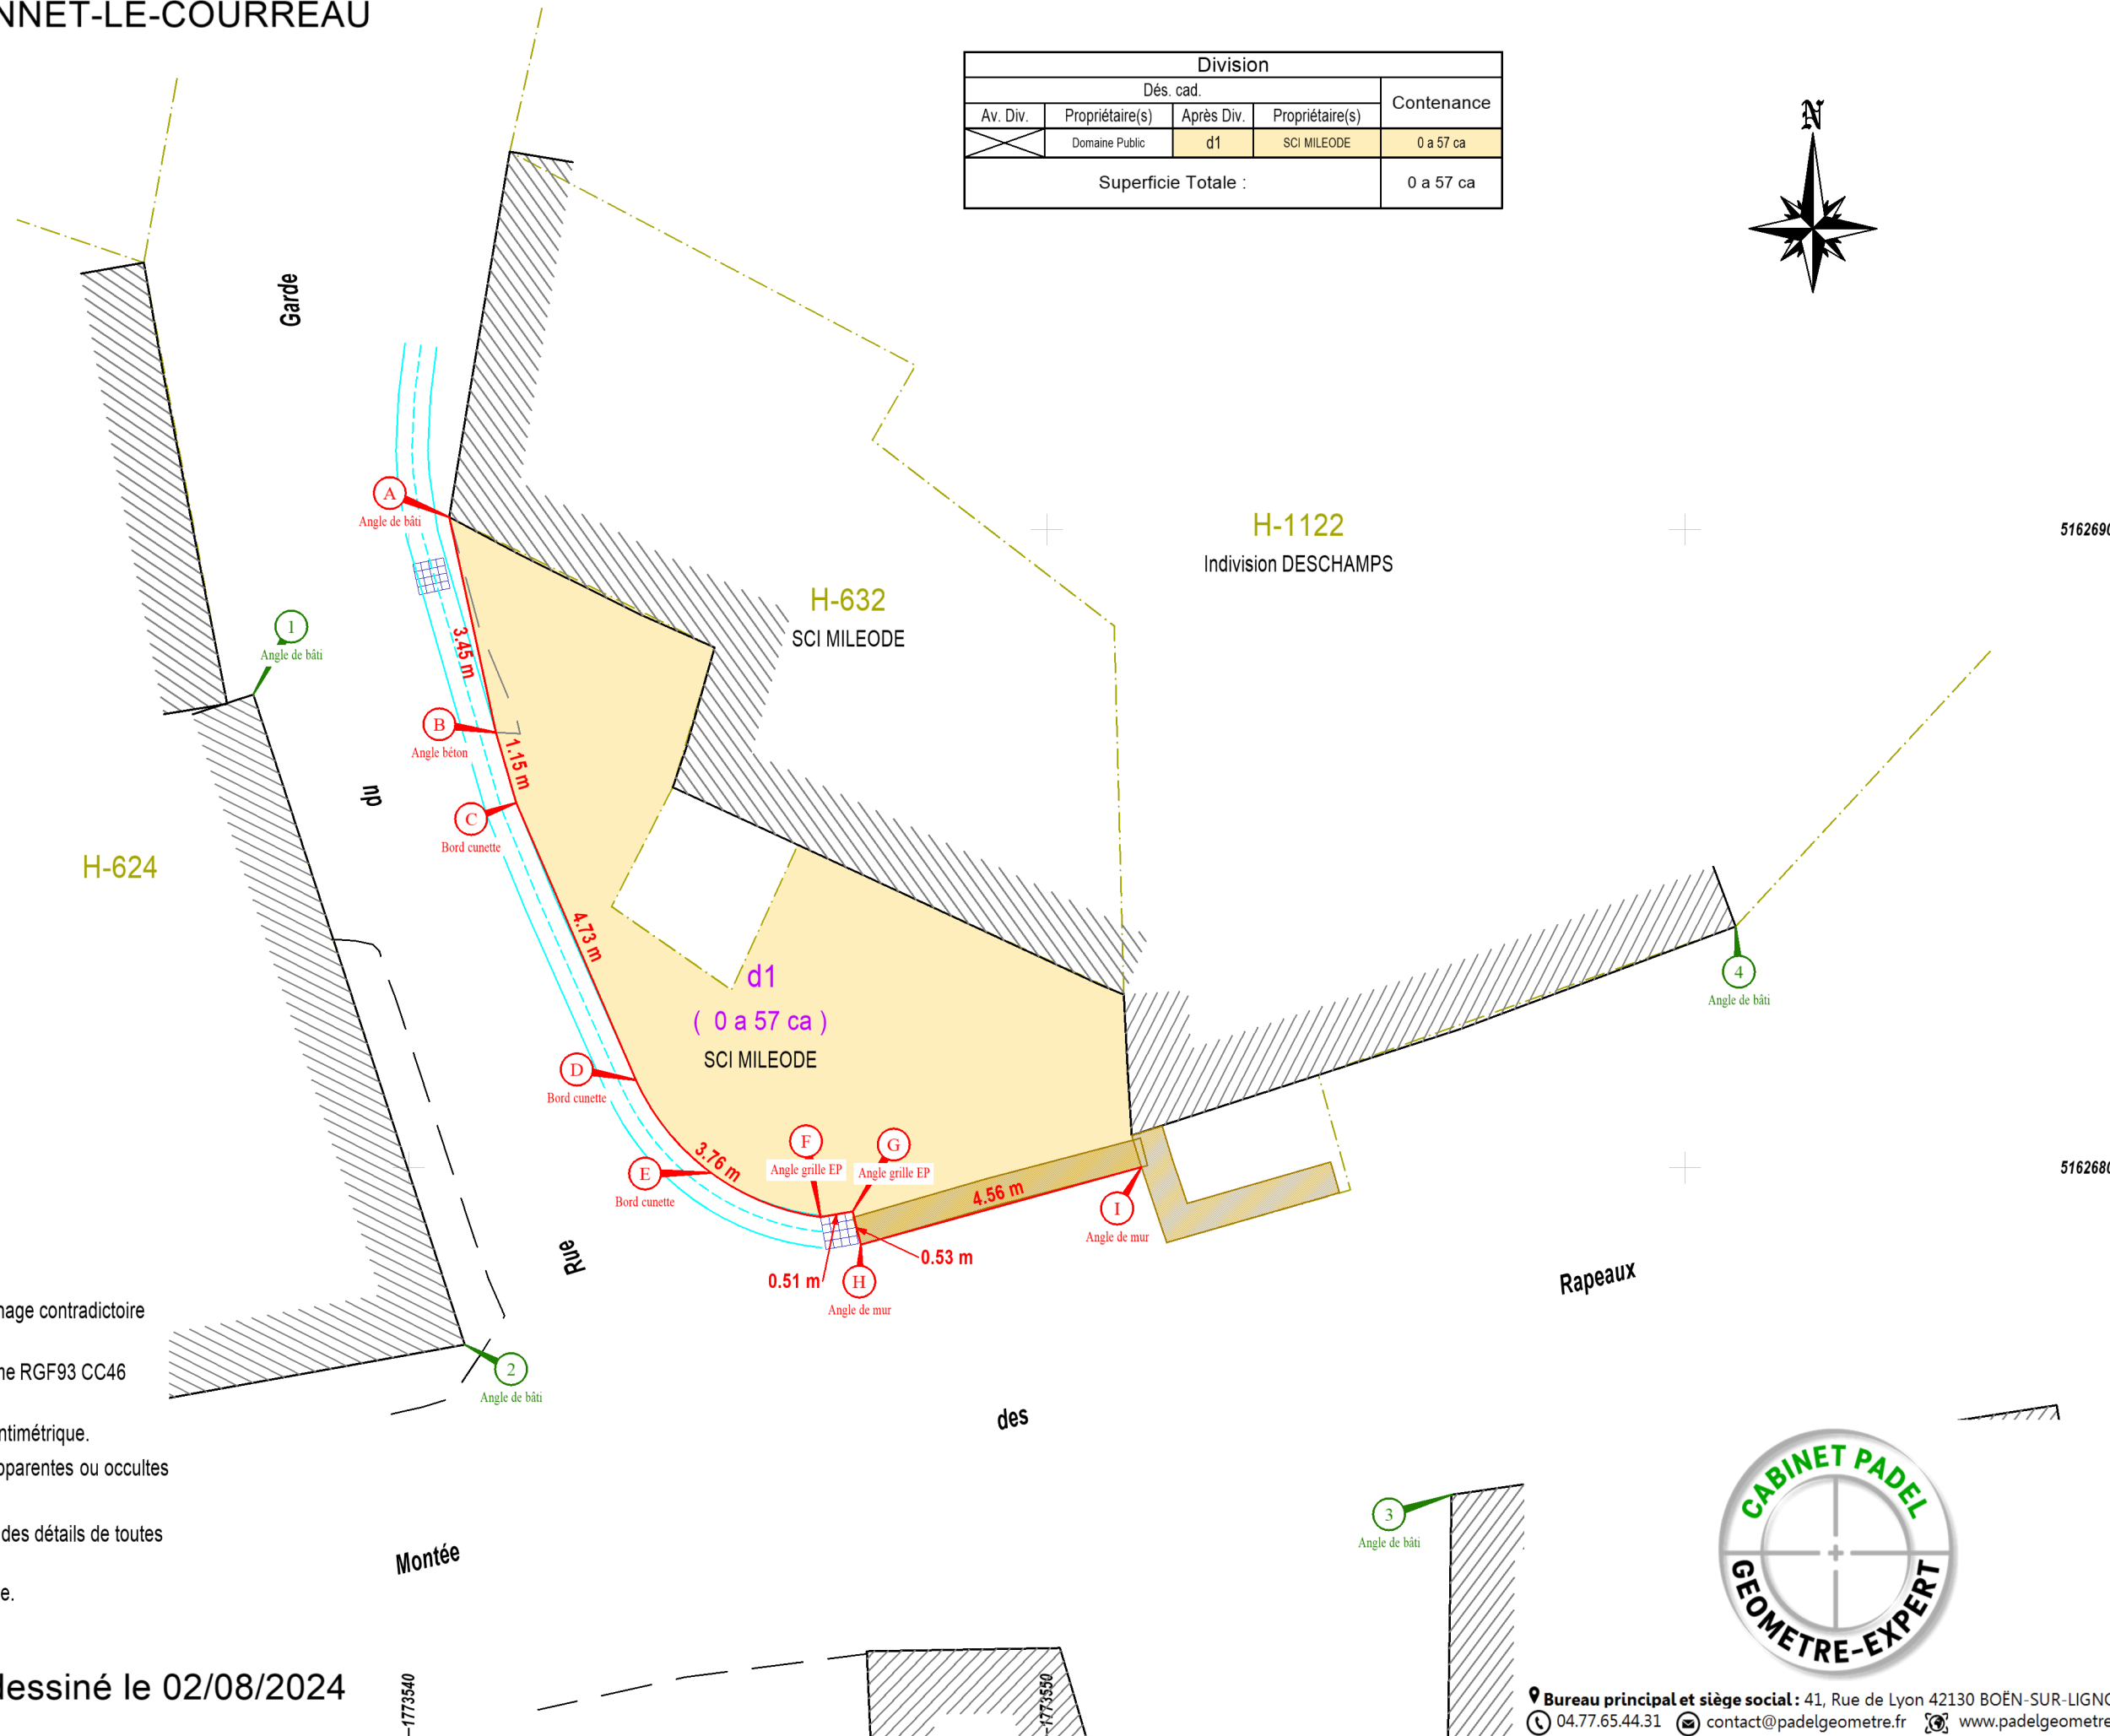 NNET-LE-COURREAU
Division
Dés. cad.
Contenance
Av. Div.
Propriétaire(s)
Après Div.
Propriétaire(s)
Domaine Public
d1
SCI MILEODE
0 a 57 ca
Superficie Totale :
0 a 57 ca
N
Garde
A
Angle de bâti
5162690
H-1122
Indivision DESCHAMPS
H-632
SCI MILEODE
1
Angle de bâti
3.45 m
B
Angle béton
1.15 m
du
C
Bord cunette
H-624
4.73 m
d1
( 0 a 57 ca )
SCI MILEODE
4
Angle de bâti
D
Bord cunette
F
Angle grille EP
G
Angle grille EP
3.76 m
E
Bord cunette
5162680
4.56 m
I
Angle de mur
Rue
0.53 m
0.51 m
H
Angle de mur
Rapeaux
nage contradictoire
ne RGF93 CC46
2
Angle de bâti
des
ntimétrique.
pparentes ou occultes
CABINET PADEL
GEOMETRE-EXPERT
3
Angle de bâti
des détails de toutes
Montée
e.
dessiné le 02/08/2024
1773540
1773550
Bureau principal et siège social : 41, Rue de Lyon 42130 BOËN-SUR-LIGNO
04.77.65.44.31 contact@padelgeometre.fr www.padelgeometre